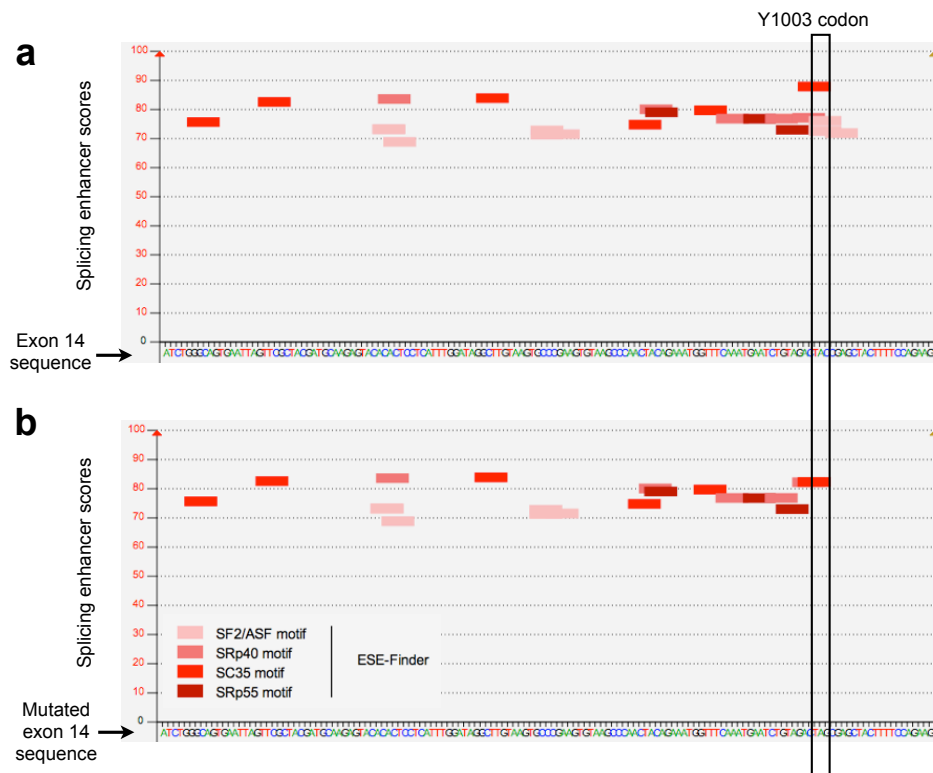 Y1003 codon
a
Splicing enhancer scores
100
90
80
70
60
50
40
30
20
10
0
Exon 14
sequence
ATCTGGGCAGTGAATTAGTTCGCTACGATGCAAGAGTACACACTCCTCATTTGGATAGGCTTGTAAGTGCCCGAAGTGTAAGCCCAACTACAGAAATGGTTTCAAATGAATCTGTAGACTACCGAGCTACTTTTCCAGAAG
b
Splicing enhancer scores
100
90
80
70
60
50
40
30
20
10
0
SF2/ASF motif
SRp40 motif
SC35 motif
SRp55 motif
ESE-Finder
Mutated
exon 14
sequence
ATCTGGGCAGTGAATTAGTTCGCTACGATGCAAGAGTACACACTCCTCATTTGGATAGGCTTGTAAGTGCCCGAAGTGTAAGCCCAACTACAGAAATGGTTTCAAATGAATCTGTAGACTAGCGAGCTACTTTTCCAGAAG